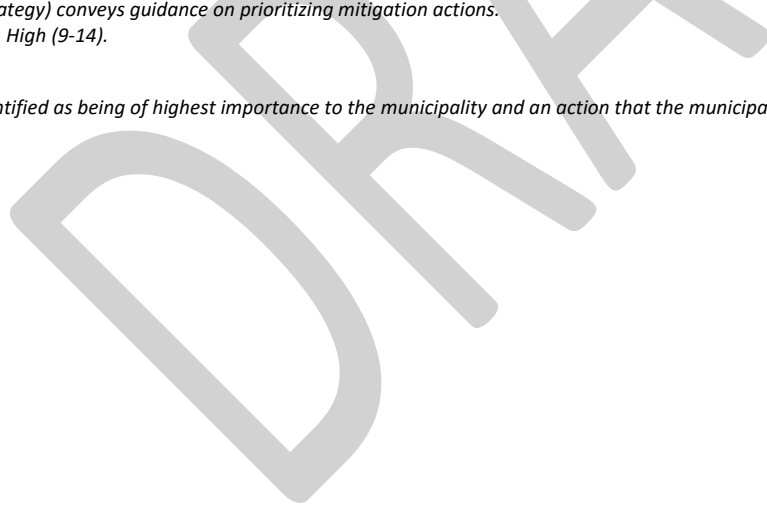 ategy) conveys guidance on prioritizing mitigation actions.
High (9-14).
ntified as being of highest importance to the municipality and an action that the municipa
DRA